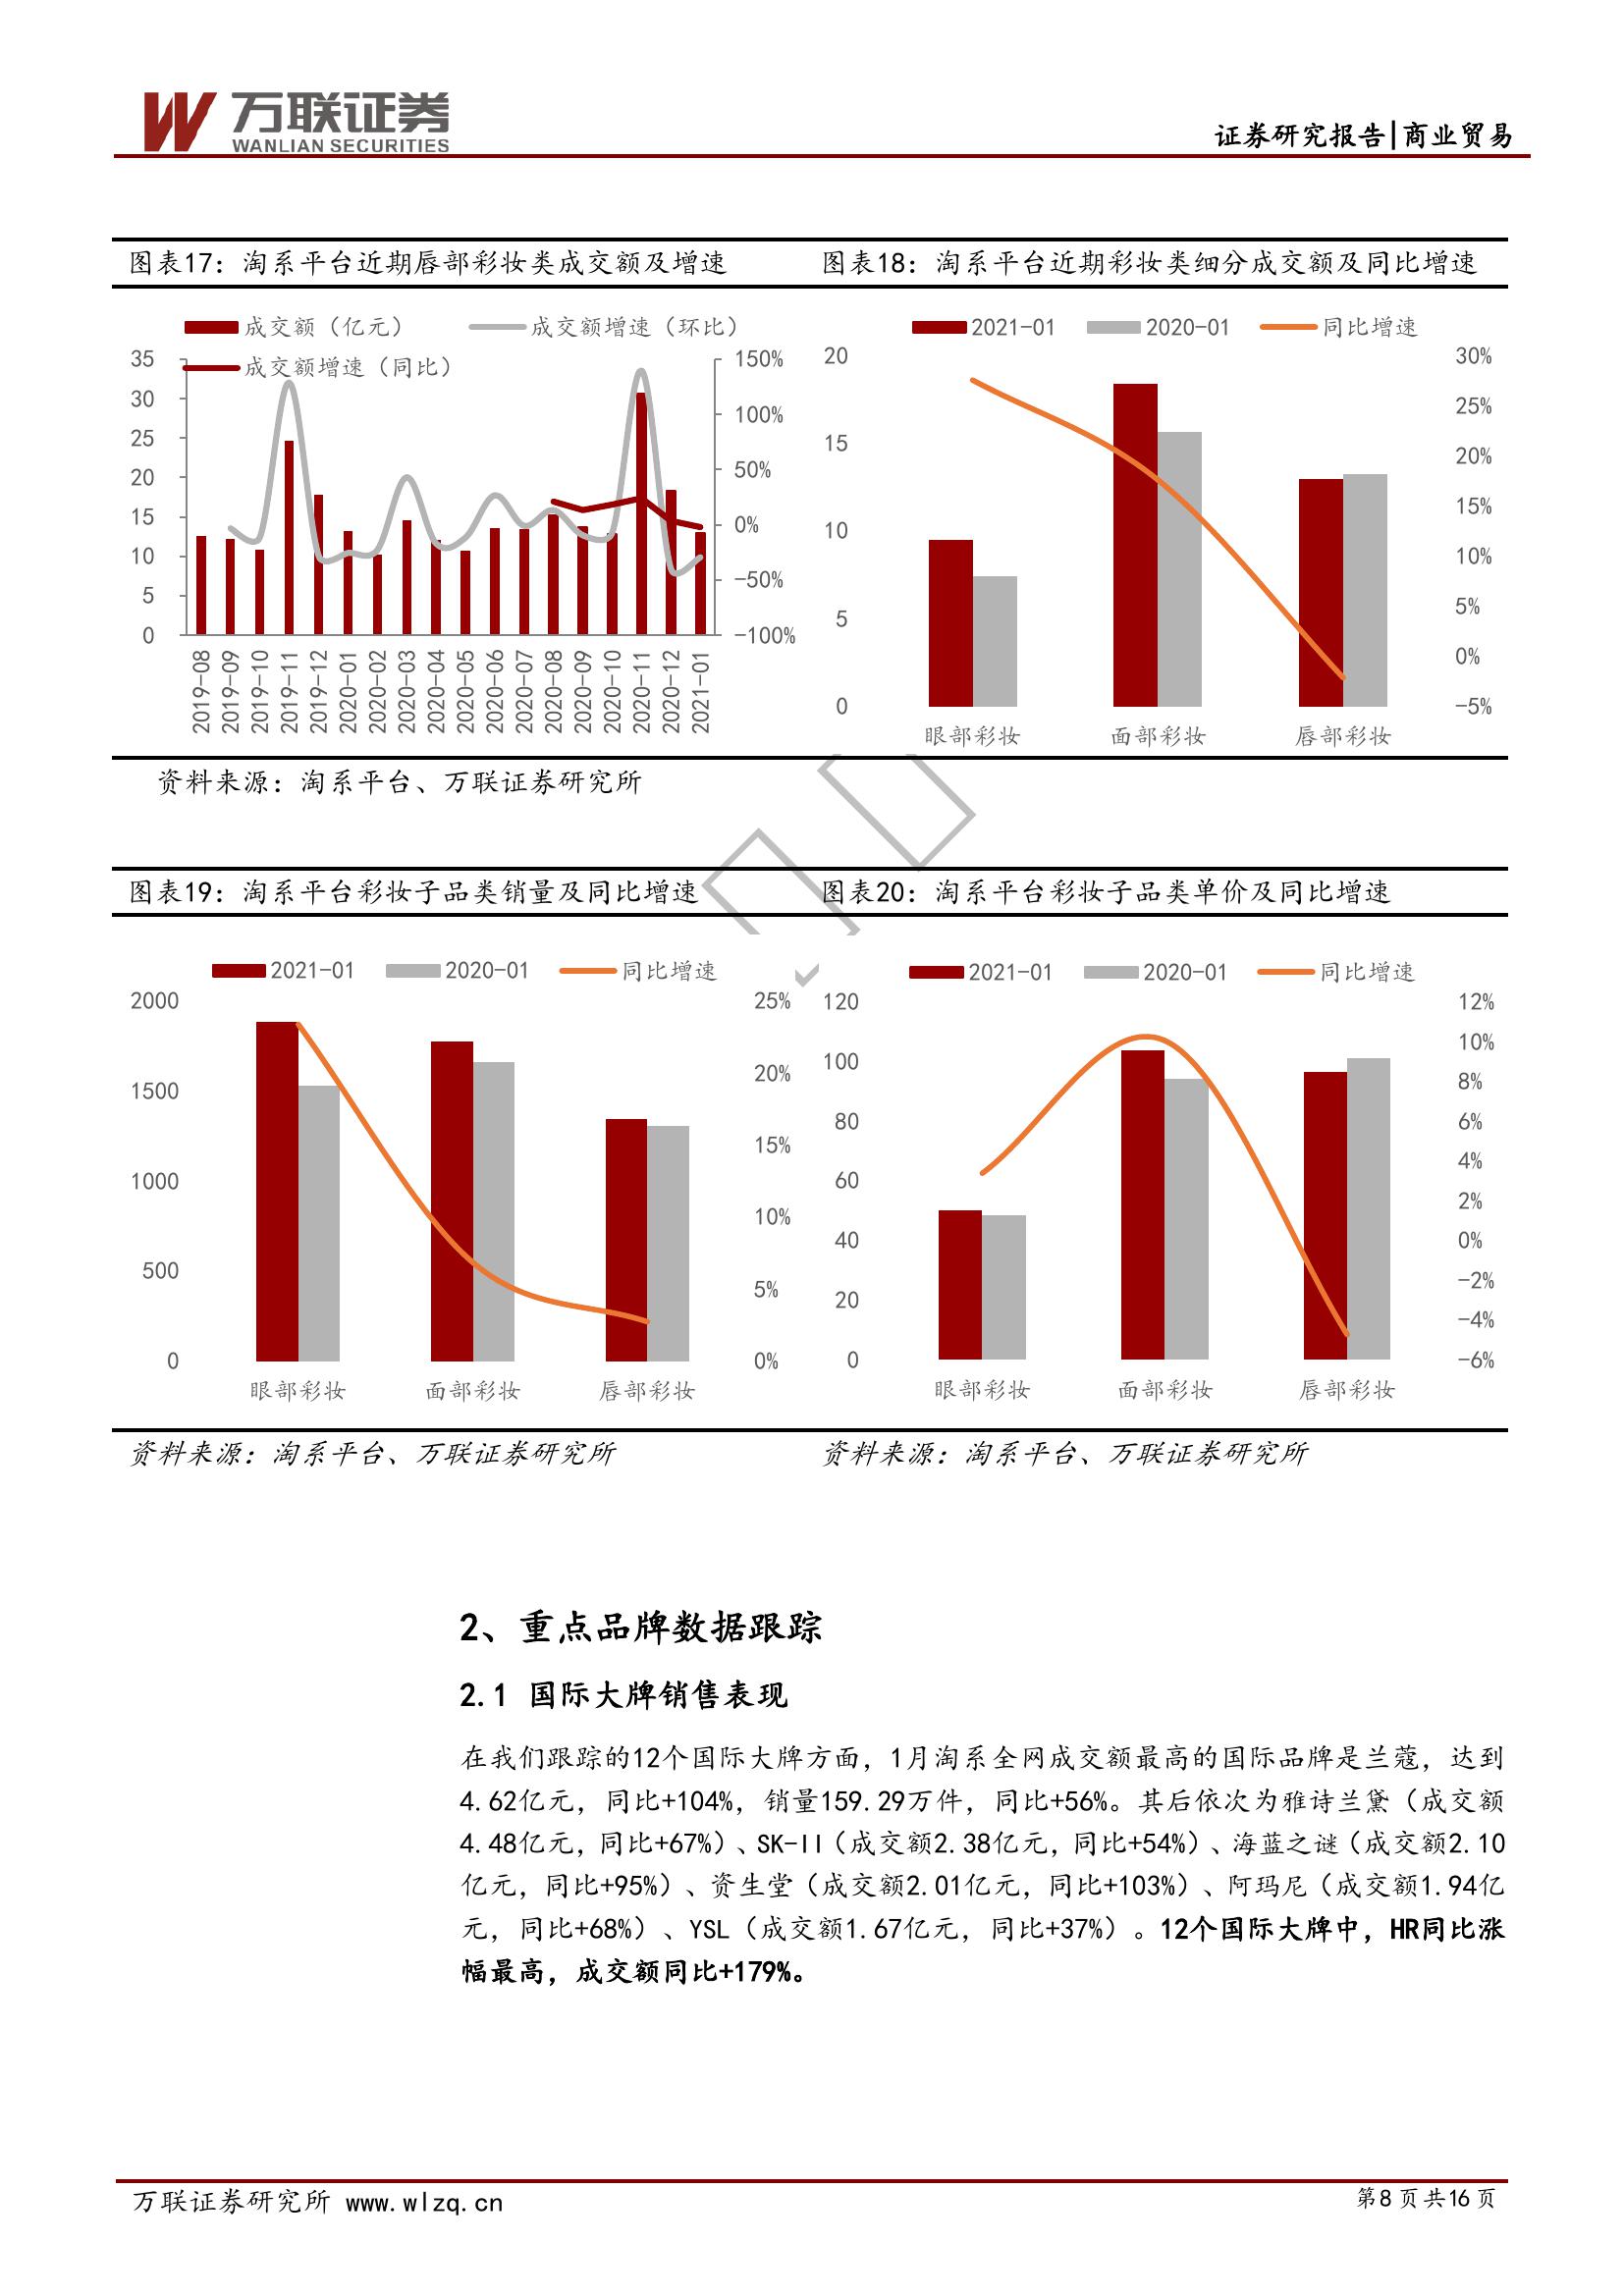 万联证券
WANLIAN SECURITIES
证券研究报告|商业贸易
图表17：淘系平台近期唇部彩妆类成交额及增速
成交额（亿元）
成交额增速（环比）
成交额增速（同比）
35
30
25
20
15
10
5
0
150%
100%
50%
0%
-50%
-100%
2019-08
2019-09
2019-10
2019-11
2019-12
2020-01
2020-02
2020-03
2020-04
2020-05
2020-06
2020-07
2020-08
2020-09
2020-10
2020-11
2020-12
2021-01
图表18：淘系平台近期彩妆类细分成交额及同比增速
2021-01 2020-01 同比增速
20
15
10
5
0
30%
25%
20%
15%
10%
5%
0%
-5%
眼部彩妆 面部彩妆 唇部彩妆
资料来源：淘系平台、万联证券研究所
图表19：淘系平台彩妆子品类销量及同比增速
2021-01 2020-01 同比增速
2000
1500
1000
500
0
25%
20%
15%
10%
5%
0%
眼部彩妆 面部彩妆 唇部彩妆
资料来源：淘系平台、万联证券研究所
图表20：淘系平台彩妆子品类单价及同比增速
2021-01 2020-01 同比增速
120
100
80
60
40
20
0
12%
10%
8%
6%
4%
2%
0%
-2%
-4%
-6%
眼部彩妆 面部彩妆 唇部彩妆
资料来源：淘系平台、万联证券研究所
2、重点品牌数据跟踪
2.1 国际大牌销售表现
在我们跟踪的12个国际大牌方面，1月淘系全网成交额最高的国际品牌是兰蔻，达到
4.62亿元，同比+104%，销量159.29万件，同比+56%。其后依次为雅诗兰黛（成交额
4.48亿元，同比+67%）、SK-II（成交额2.38亿元，同比+54%）、海蓝之谜（成交额2.10
亿元，同比+95%）、资生堂（成交额2.01亿元，同比+103%）、阿玛尼（成交额1.94亿
元，同比+68%）、YSL（成交额1.67亿元，同比+37%）。12个国际大牌中，HR同比涨
幅最高，成交额同比+179%。
万联证券研究所 www.wlzq.cn
第8页共16页